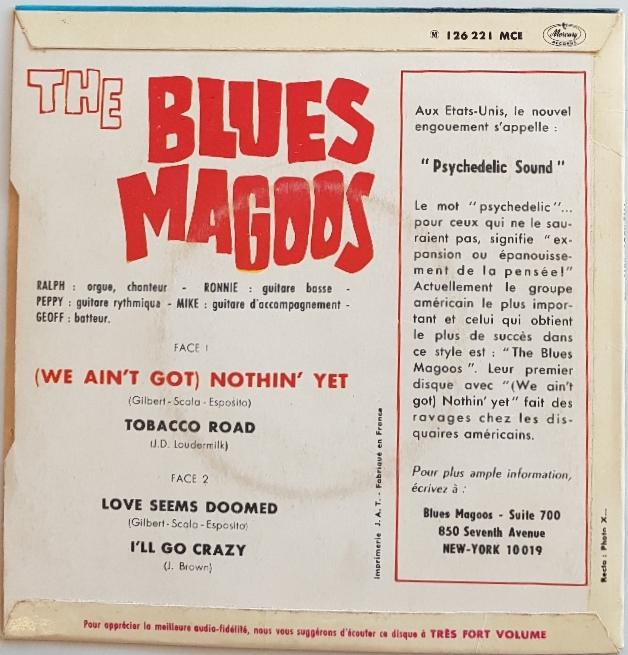 Ⓜ 126 221 MCE
Mercury
RECORDS
THE
BLUES
MAGOOS
RALPH : orgue, chanteur - RONNIE : guitare basse -
PEPPY : guitare rythmique - MIKE : guitare d'accompagnement -
GEOFF : batteur.
FACE 1
(WE AIN'T GOT) NOTHIN' YET
(Gilbert - Scala - Esposito)
TOBACCO ROAD
(J.D. Loudermilk)
FACE 2
LOVE SEEMS DOOMED
(Gilbert - Scala - Esposito)
I'LL GO CRAZY
(J. Brown)
Imprimerie J. A. T. - Fabriqué en France
Aux Etats-Unis, le nouvel
engouement s'appelle :
" Psychedelic Sound "
Le mot "psychedelic"...
pour ceux qui ne le sau-
raient pas, signifie "ex-
pansion ou épanouisse-
ment de la pensée!"
Actuellement le groupe
américain le plus impor-
tant et celui qui obtient
le plus de succès dans
ce style est : "The Blues
Magoos". Leur premier
disque avec "(We ain't
got) Nothin' yet" fait des
ravages chez les dis-
quaires américains.
Pour plus ample information,
écrivez à :
Blues Magoos - Suite 700
850 Seventh Avenue
NEW-YORK 10019
Recto : Photo X...
Pour apprécier la meilleure audio-fidélité, nous vous suggérons d'écouter ce disque à TRÈS FORT VOLUME